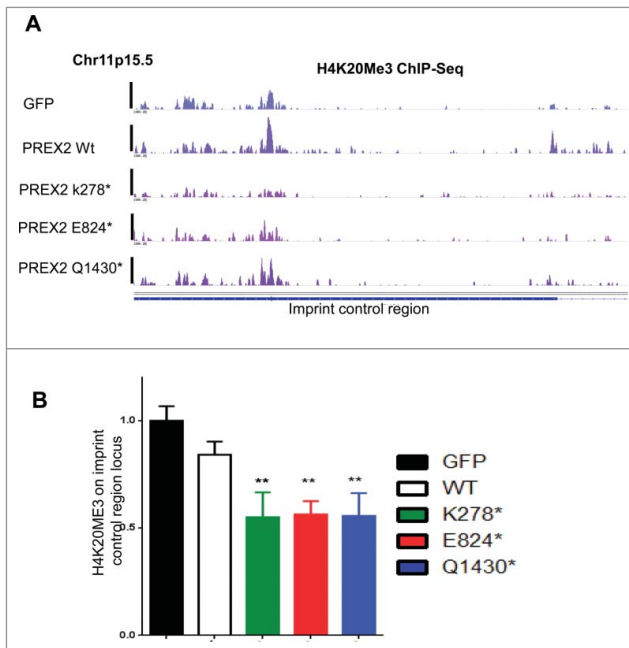 A
Chr11p15.5
H4K20Me3 ChIP-Seq
GFP
PREX2 Wt
PREX2 k278*
PREX2 E824*
PREX2 Q1430*
Imprint control region
B
H4K20ME3 on imprint
control region locus
1.0
0.5
0.0
**
**
**
GFP
WT
K278*
E824*
Q1430*